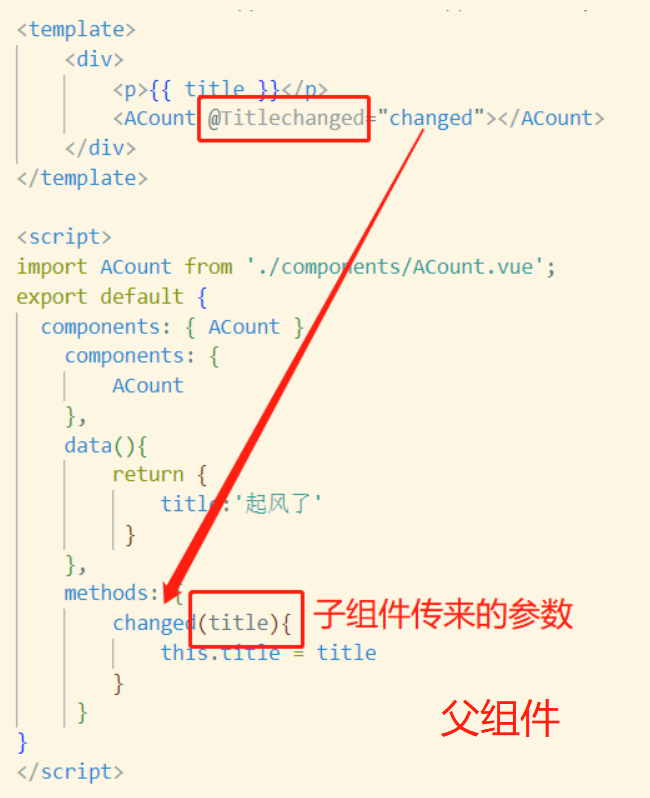 <template>
<div>
<p>{{ title }}</p>
<ACount @Titlechanged="changed"></ACount>
</div>
</template>
<script>
import ACount from './components/ACount.vue';
export default {
components: { ACount }
components: {
ACount
},
data(){
return {
title:'起风了'
}
},
methods: {
changed(title){ 子组件传来的参数
this.title = title
}
}
父组件
}
</script>